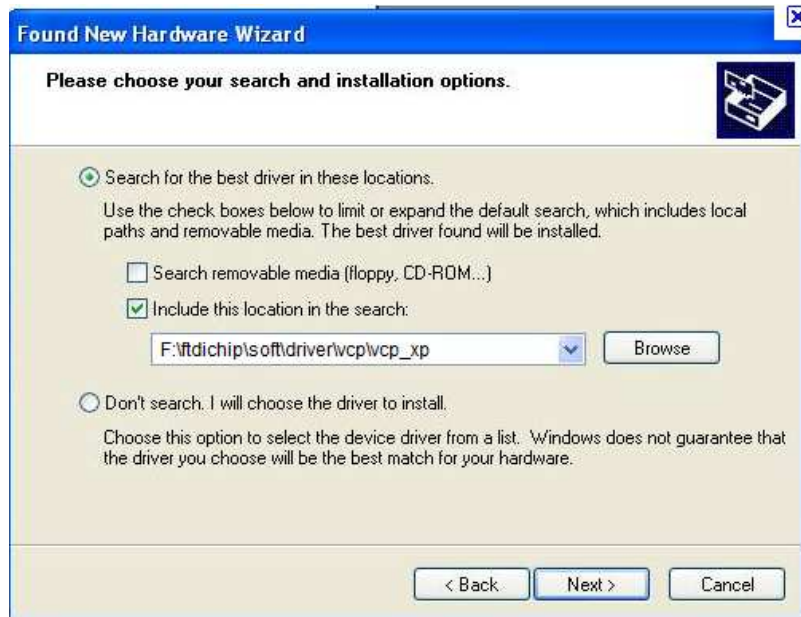 Found New Hardware Wizard
Please choose your search and installation options.
Search for the best driver in these locations.
Use the check boxes below to limit or expand the default search, which includes local
paths and removable media. The best driver found will be installed.
Search removable media (floppy, CD-ROM...)
Include this location in the search:
F:\ftdichip\soft\driver\vcp\vcp_xp
Browse
Don't search. I will choose the driver to install.
Choose this option to select the device driver from a list. Windows does not guarantee that
the driver you choose will be the best match for your hardware.
< Back
Next >
Cancel